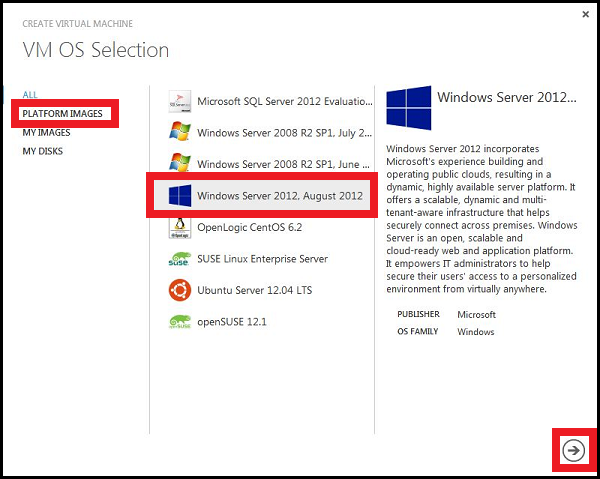 CREATE VIRTUAL MACHINE
VM OS Selection
ALL
PLATFORM IMAGES
MY IMAGES
MY DISKS
Microsoft SQL Server 2012 Evaluatio...
Windows Server 2008 R2 SP1, July 2...
Windows Server 2008 R2 SP1, June ...
Windows Server 2012, August 2012
OpenLogic CentOS 6.2
SUSE Linux Enterprise Server
Ubuntu Server 12.04 LTS
openSUSE 12.1
Windows Server 2012...
Windows Server 2012 incorporates
Microsoft's experience building and
operating public clouds, resulting in a
dynamic, highly available server platform. It
offers a scalable, dynamic and multi-
tenant-aware infrastructure that helps
securely connect across premises. Windows
Server is an open, scalable and
cloud-ready web and application platform.
It empowers IT administrators to help
secure their users' access to a personalized
environment from virtually anywhere.
PUBLISHER Microsoft
OS FAMILY Windows